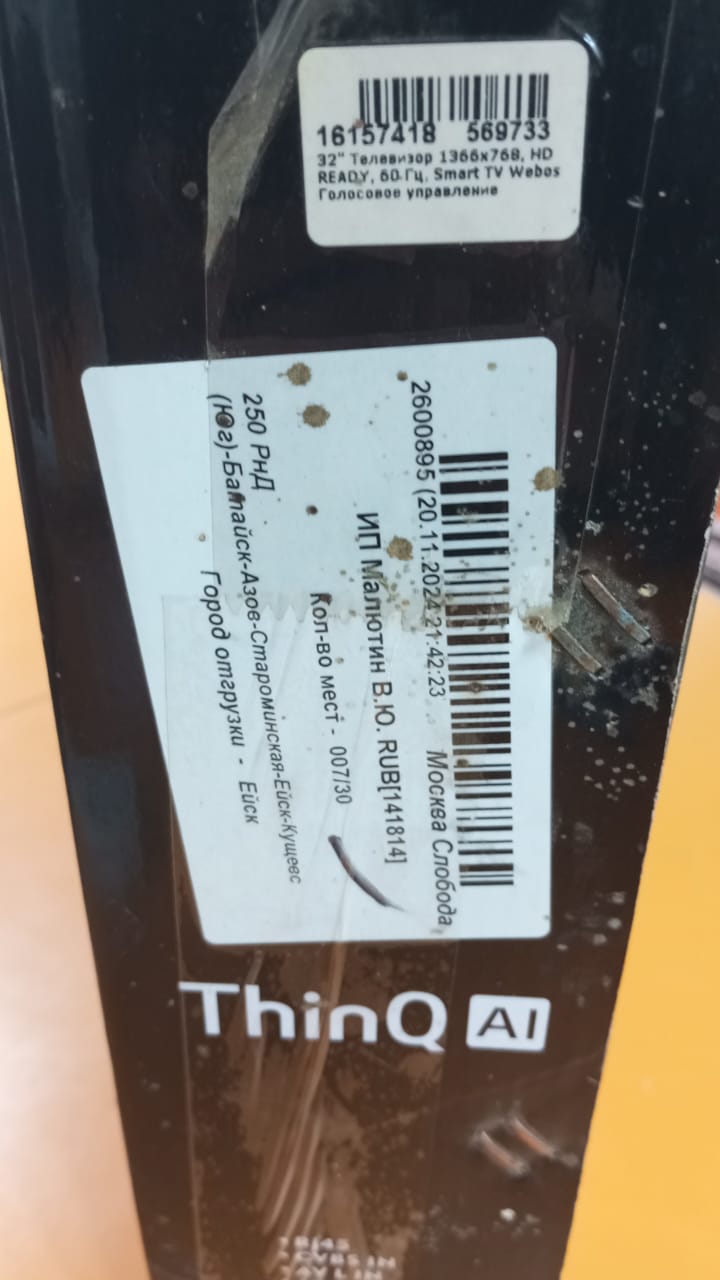 16157418 569733
32" Телевизор 1366x768, HD
READY, 60 Гц, Smart TV Webos
Голосовое управление
2600895 (20.11.2024 21:42:23 Москва Слобода
ИП Малютин В.Ю. RUB[141814]
Кол-во мест - 007/30
250 РнД
(Юг)-Батайск-Азов-Староминская-Ейск-Кущевс
Город отгрузки - Ейск
ThinQ AI